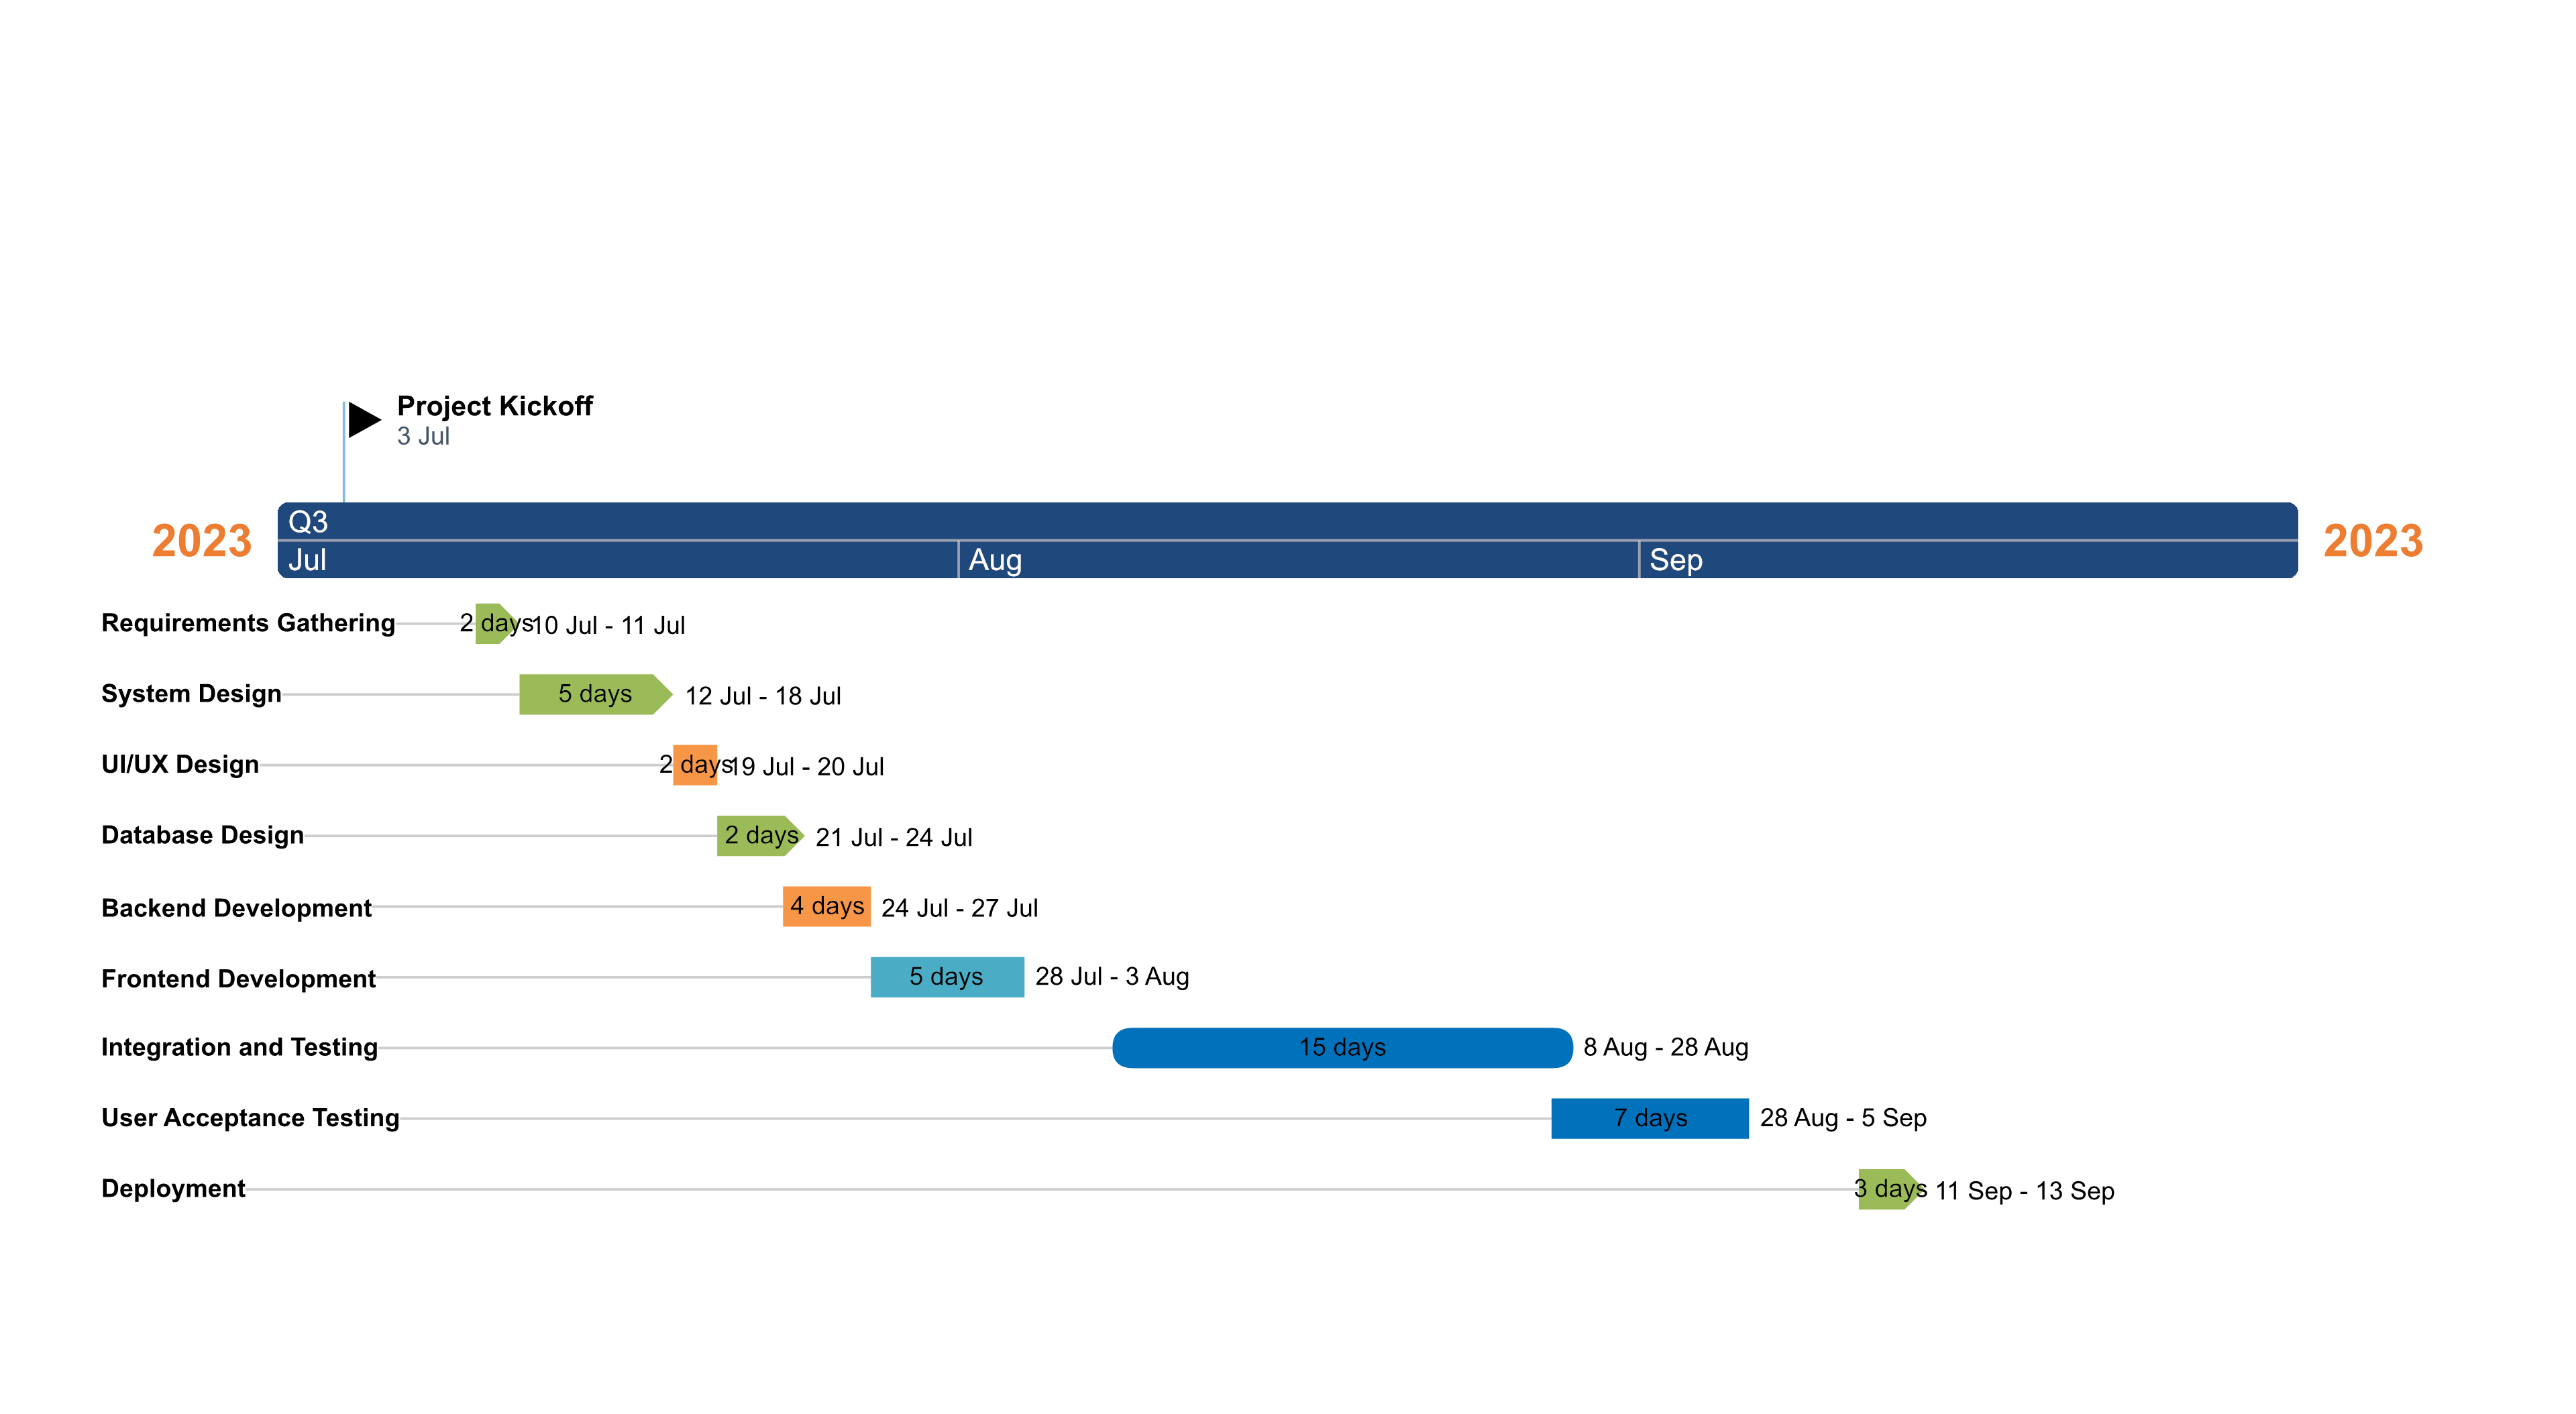 Project Kickoff
3 Jul
2023
Q3
2023
Jul
Aug
Sep
Requirements Gathering 2 days 10 Jul - 11 Jul
System Design 5 days 12 Jul - 18 Jul
UI/UX Design 2 days 19 Jul - 20 Jul
Database Design 2 days 21 Jul - 24 Jul
Backend Development 4 days 24 Jul - 27 Jul
Frontend Development 5 days 28 Jul - 3 Aug
Integration and Testing 15 days 8 Aug - 28 Aug
User Acceptance Testing 7 days 28 Aug - 5 Sep
Deployment 3 days 11 Sep - 13 Sep